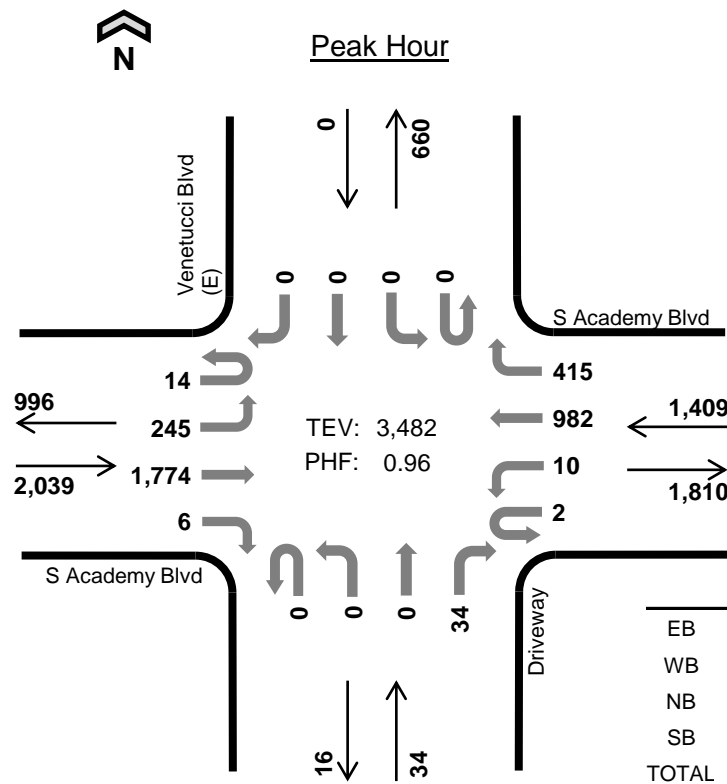 N
Peak Hour
0
660
Venetucci Blvd
(E)
0
0
0
0
S Academy Blvd
14
415
996
245
TEV: 3,482
982
1,409
2,039
1,774
PHF: 0.96
10
1,810
6
2
S Academy Blvd
0
0
0
34
Driveway
EB
WB
NB
SB
TOTAL
16
34